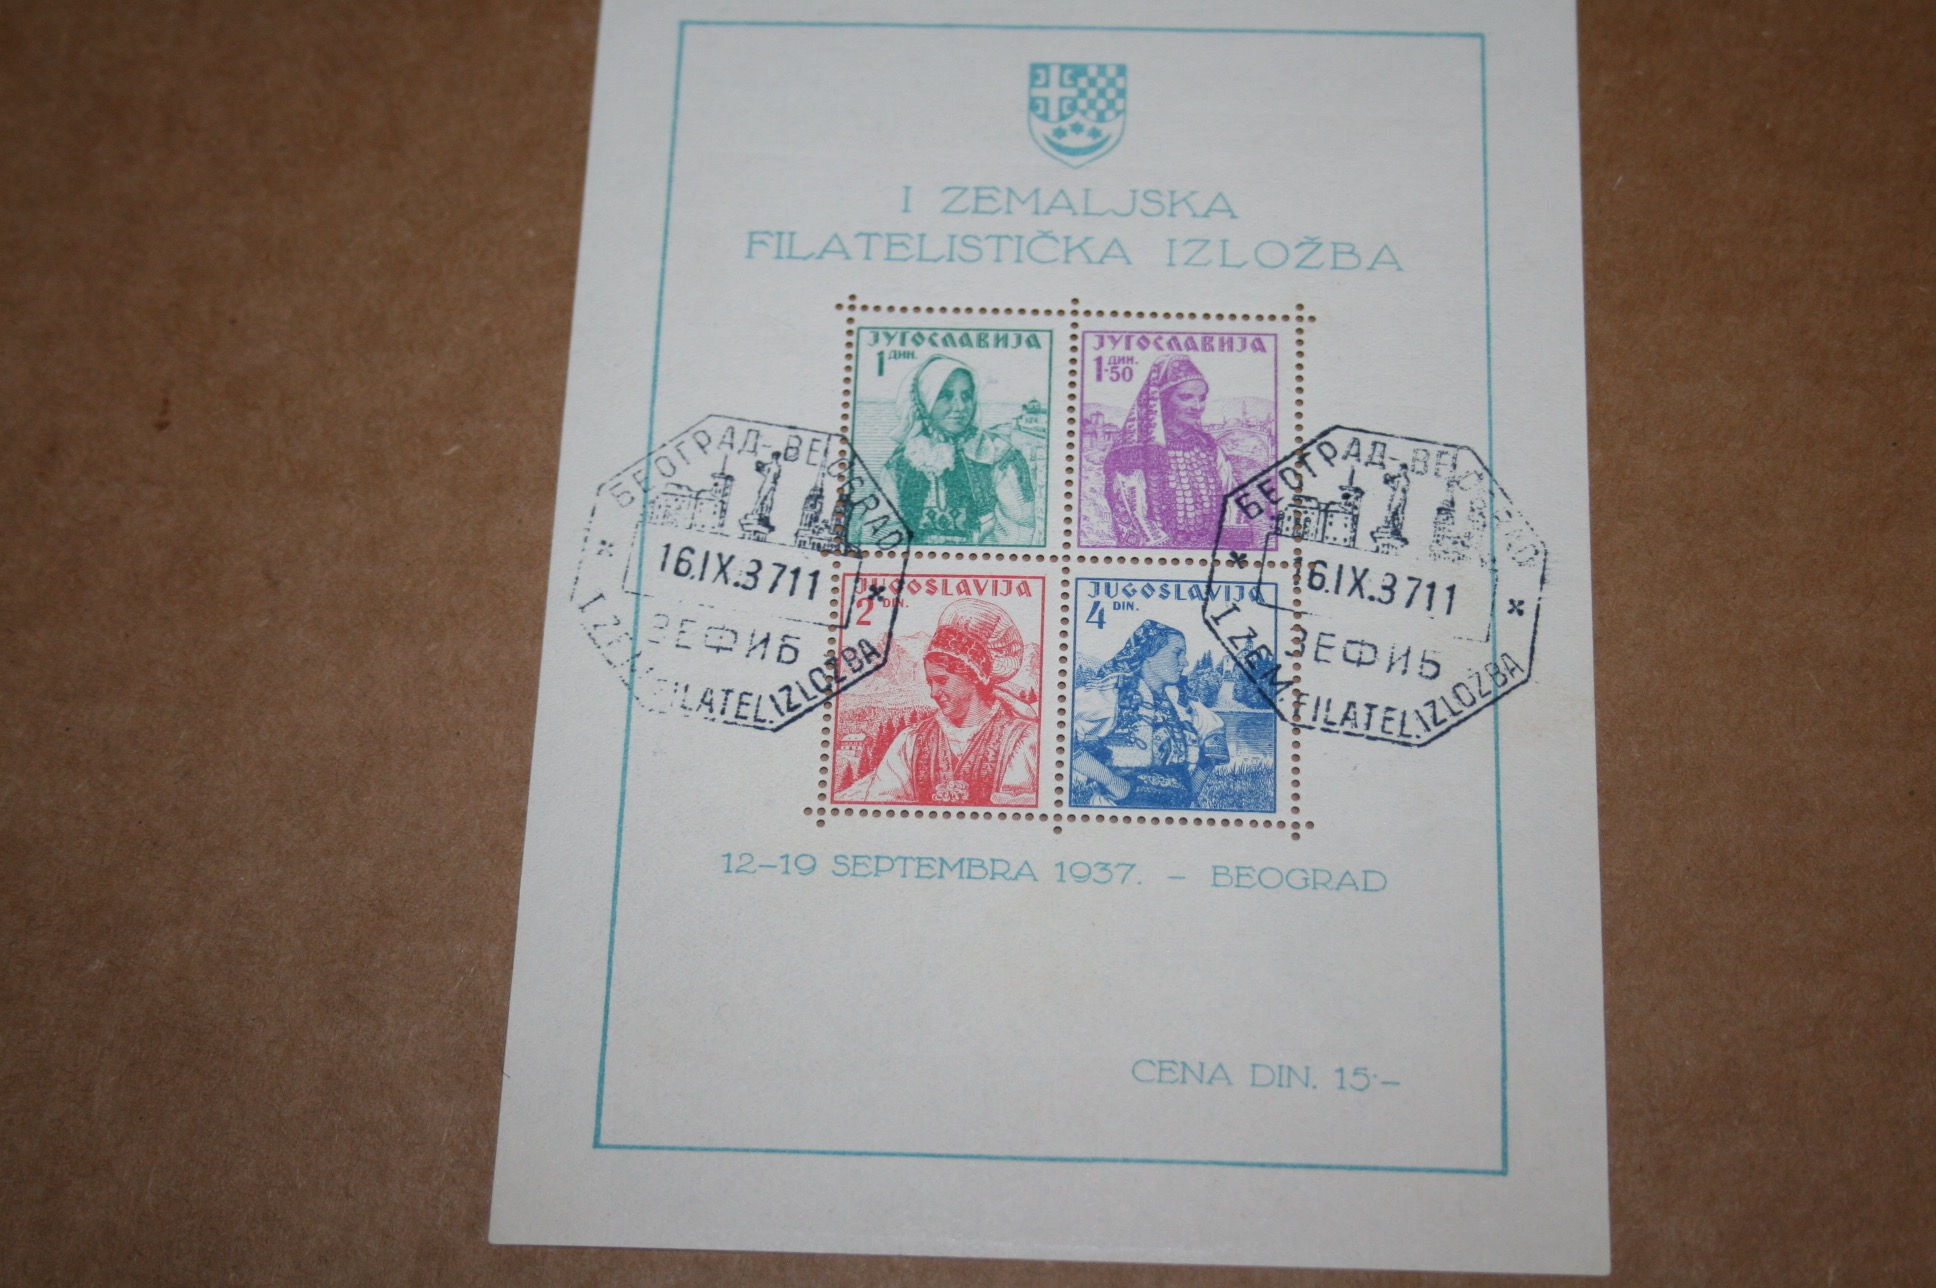 I ZEMALJSKA
FILATELISTIČKA IZLOŽBA
ЈУГОСЛАВИЈА
1 ДИН.
ЈУГОСЛАВИЈА
1·50 ДИН.
JUGOSLAVIJA
2 DIN.
JUGOSLAVIJA
4 DIN.
БЕОГРАД-BEOGRAD
16.IX.37 11
ЗЕФИБ
I ZEM. FILATEL.IZLOŽBA
БЕОГРАД-BEOGRAD
16.IX.37 11
ЗЕФИБ
I ZEM. FILATEL.IZLOŽBA
12–19 SEPTEMBRA 1937. – BEOGRAD
CENA DIN. 15·–